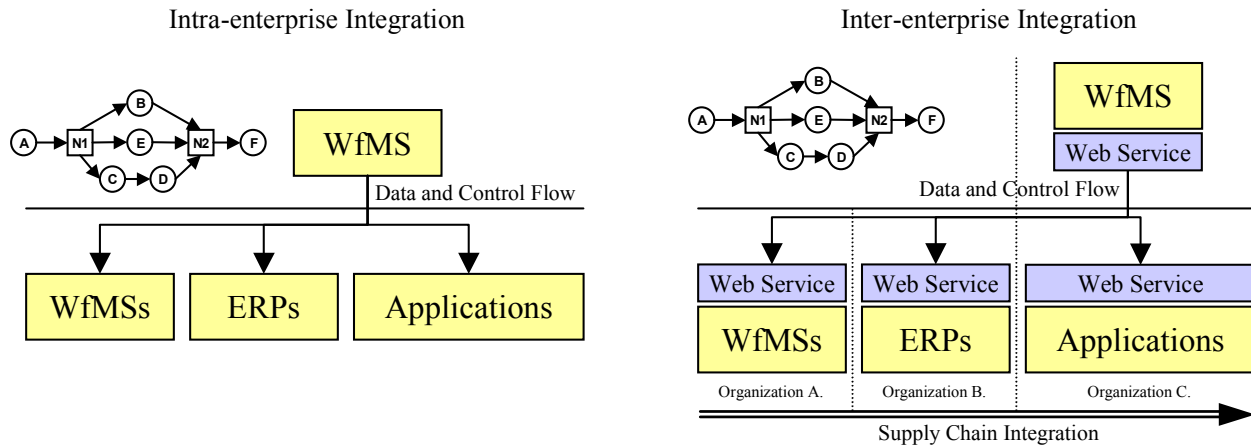 Intra-enterprise Integration
A
N1
B
E
C
D
N2
F
WfMS
Data and Control Flow
WfMSs
ERPs
Applications
Inter-enterprise Integration
A
N1
B
E
C
D
N2
F
WfMS
Web Service
Data and Control Flow
Web Service
Web Service
Web Service
WfMSs
ERPs
Applications
Organization A.
Organization B.
Organization C.
Supply Chain Integration